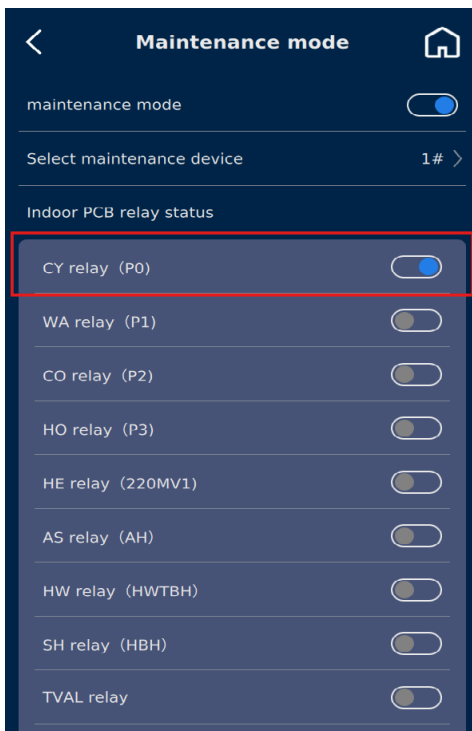 Maintenance mode
maintenance mode
Select maintenance device 1#
Indoor PCB relay status
CY relay（P0）
WA relay（P1）
CO relay（P2）
HO relay（P3）
HE relay（220MV1）
AS relay（AH）
HW relay（HWTBH）
SH relay（HBH）
TVAL relay